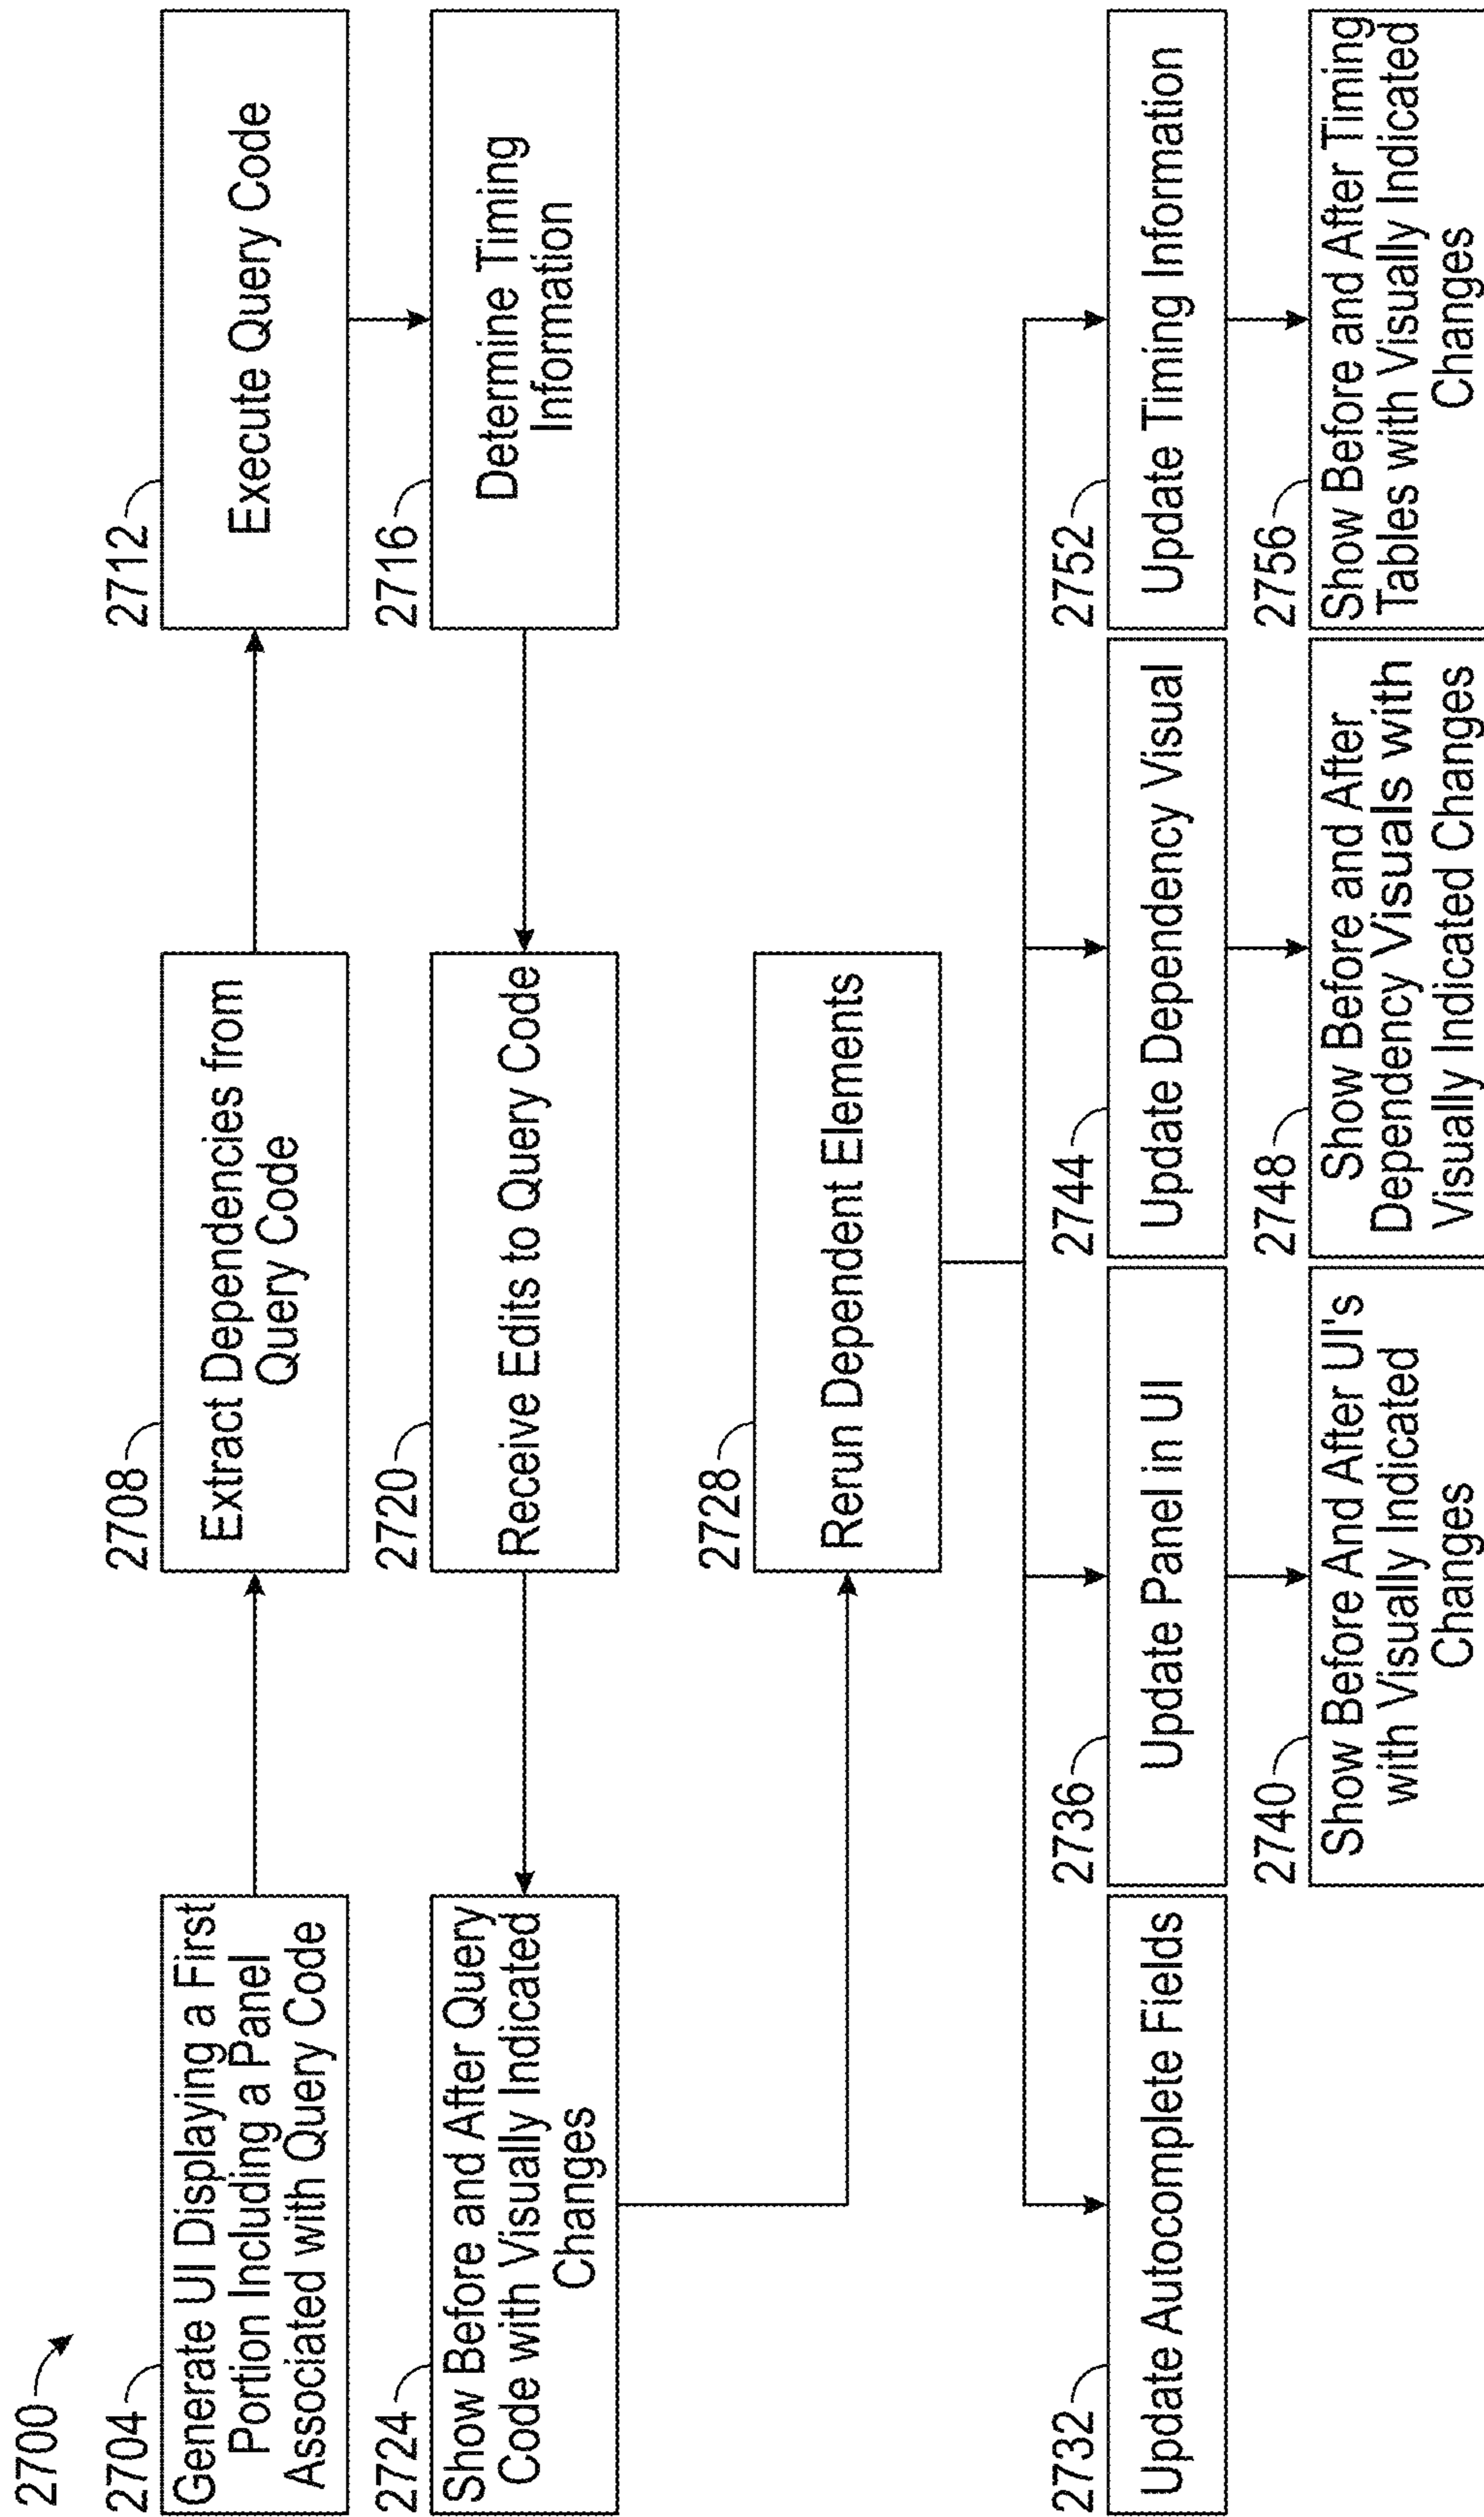 2700
2704
Generate UI Displaying a First
Portion Including a Panel
Associated with Query Code
2708
Extract Dependencies from
Query Code
2712
Execute Query Code
2716
Determine Timing
Information
2720
Receive Edits to Query Code
2724
Show Before and After Query
Code with Visually Indicated
Changes
2728
Rerun Dependent Elements
2732
Update Autocomplete Fields
2736
Update Panel in UI
2740
Show Before And After UI's
with Visually Indicated
Changes
2744
Update Dependency Visual
2748
Show Before and After
Dependency Visuals with
Visually Indicated Changes
2752
Update Timing Information
2756
Show Before and After Timing
Tables with Visually Indicated
Changes